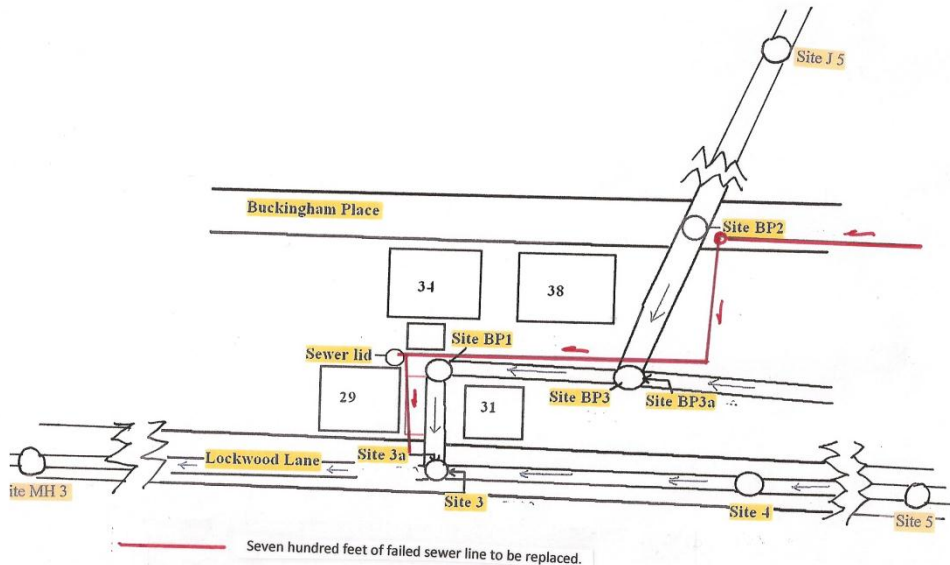 Site J 5
Buckingham Place
Site BP2
34
38
Site BP1
Sewer lid
29
31
Site BP3
Site BP3a
Site 3a
Lockwood Lane
Site 3
Site 4
ite MH 3
Site 5
Seven hundred feet of failed sewer line to be replaced.